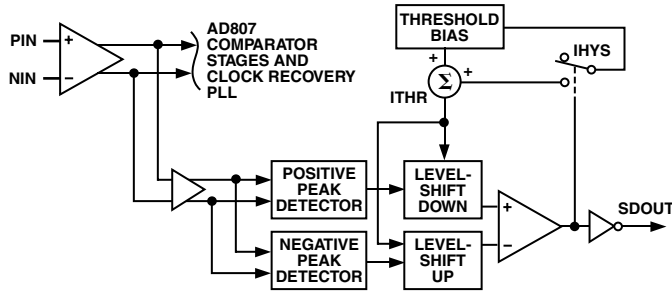 PIN
NIN
+
−
AD807
COMPARATOR
STAGES AND
CLOCK RECOVERY
PLL
THRESHOLD
BIAS
+
+
Σ
ITHR
IHYS
POSITIVE
PEAK
DETECTOR
LEVEL-
SHIFT
DOWN
NEGATIVE
PEAK
DETECTOR
LEVEL-
SHIFT
UP
+
−
SDOUT